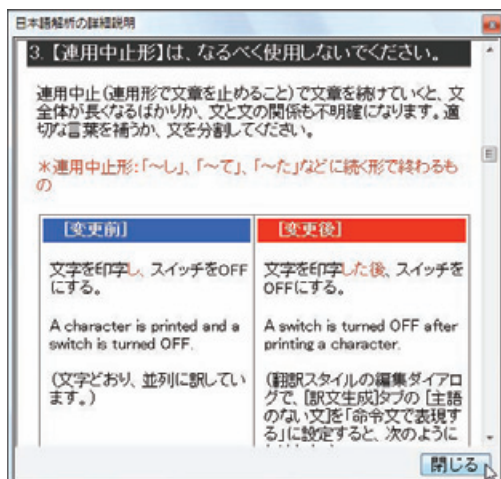 日本語解析の詳細説明
3.【連用中止形】は、なるべく使用しないでください。
連用中止(連用形で文章を止めること)で文章を続けていくと、文
全体が長くなるばかりか、文と文の関係も不明確になります。適
切な言葉を補うか、文を分割してください。
*連用中止形:「~し」、「~て」、「~た」などに続く形で終わるも
の
[変更前]
文字を印字し、スイッチをOFF
にする。
A character is printed and a
switch is turned OFF.
(文字どおり、並列に訳してい
ます。)
[変更後]
文字を印字した後、スイッチを
OFFにする。
A switch is turned OFF after
printing a character.
(翻訳スタイルの編集ダイアロ
グで、[訳文生成]タブの [主語
のない文]を「命令文で表現す
る」に設定すると、次のように
閉じる